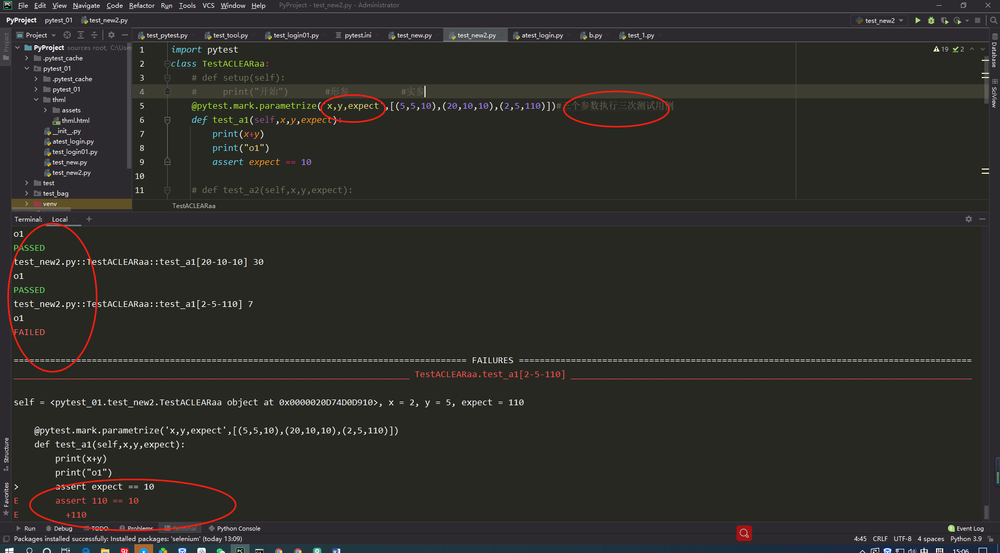 File Edit View Navigate Code Refactor Run Tools VCS Window Help PyProject - test_new2.py - Administrator
PyProject pytest_01 test_new2.py
test_new2
Project
test_pytest.py test_tool.py test_login01.py pytest.ini test_new.py test_new2.py atest_login.py b.py test_1.py
PyProject sources root, C:\User
.pytest_cache
pytest_01
.pytest_cache
pytest_01
thml
assets
thml.html
__init__.py
atest_login.py
test_login01.py
test_new.py
test_new2.py
test
test_bag
venv
19 2
1 import pytest
2 class TestACLEARaa:
3 # def setup(self):
4 # print("开始") #形参 #实参
5 @pytest.mark.parametrize('x,y,expect',[(5,5,10),(20,10,10),(2,5,110)])#三个参数执行三次测试用例
6 def test_a1(self,x,y,expect):
7 print(x+y)
8 print("o1")
9 assert expect == 10
10
11 # def test_a2(self,x,y,expect):
TestACLEARaa
Project
Database
SciView
Structure
Favorites
Terminal: Local
o1
PASSED
test_new2.py::TestACLEARaa::test_a1[20-10-10] 30
o1
PASSED
test_new2.py::TestACLEARaa::test_a1[2-5-110] 7
o1
FAILED
FAILURES
TestACLEARaa.test_a1[2-5-110]
self = <pytest_01.test_new2.TestACLEARaa object at 0x0000020D74D0D910>, x = 2, y = 5, expect = 110
@pytest.mark.parametrize('x,y,expect',[(5,5,10),(20,10,10),(2,5,110)])
def test_a1(self,x,y,expect):
print(x+y)
print("o1")
> assert expect == 10
E assert 110 == 10
E +110
Run Debug TODO Problems Terminal Python Console Event Log
Packages installed successfully: Installed packages: 'selenium' (today 13:09) 4:45 CRLF UTF-8 4 spaces Python 3.9
中 15:06